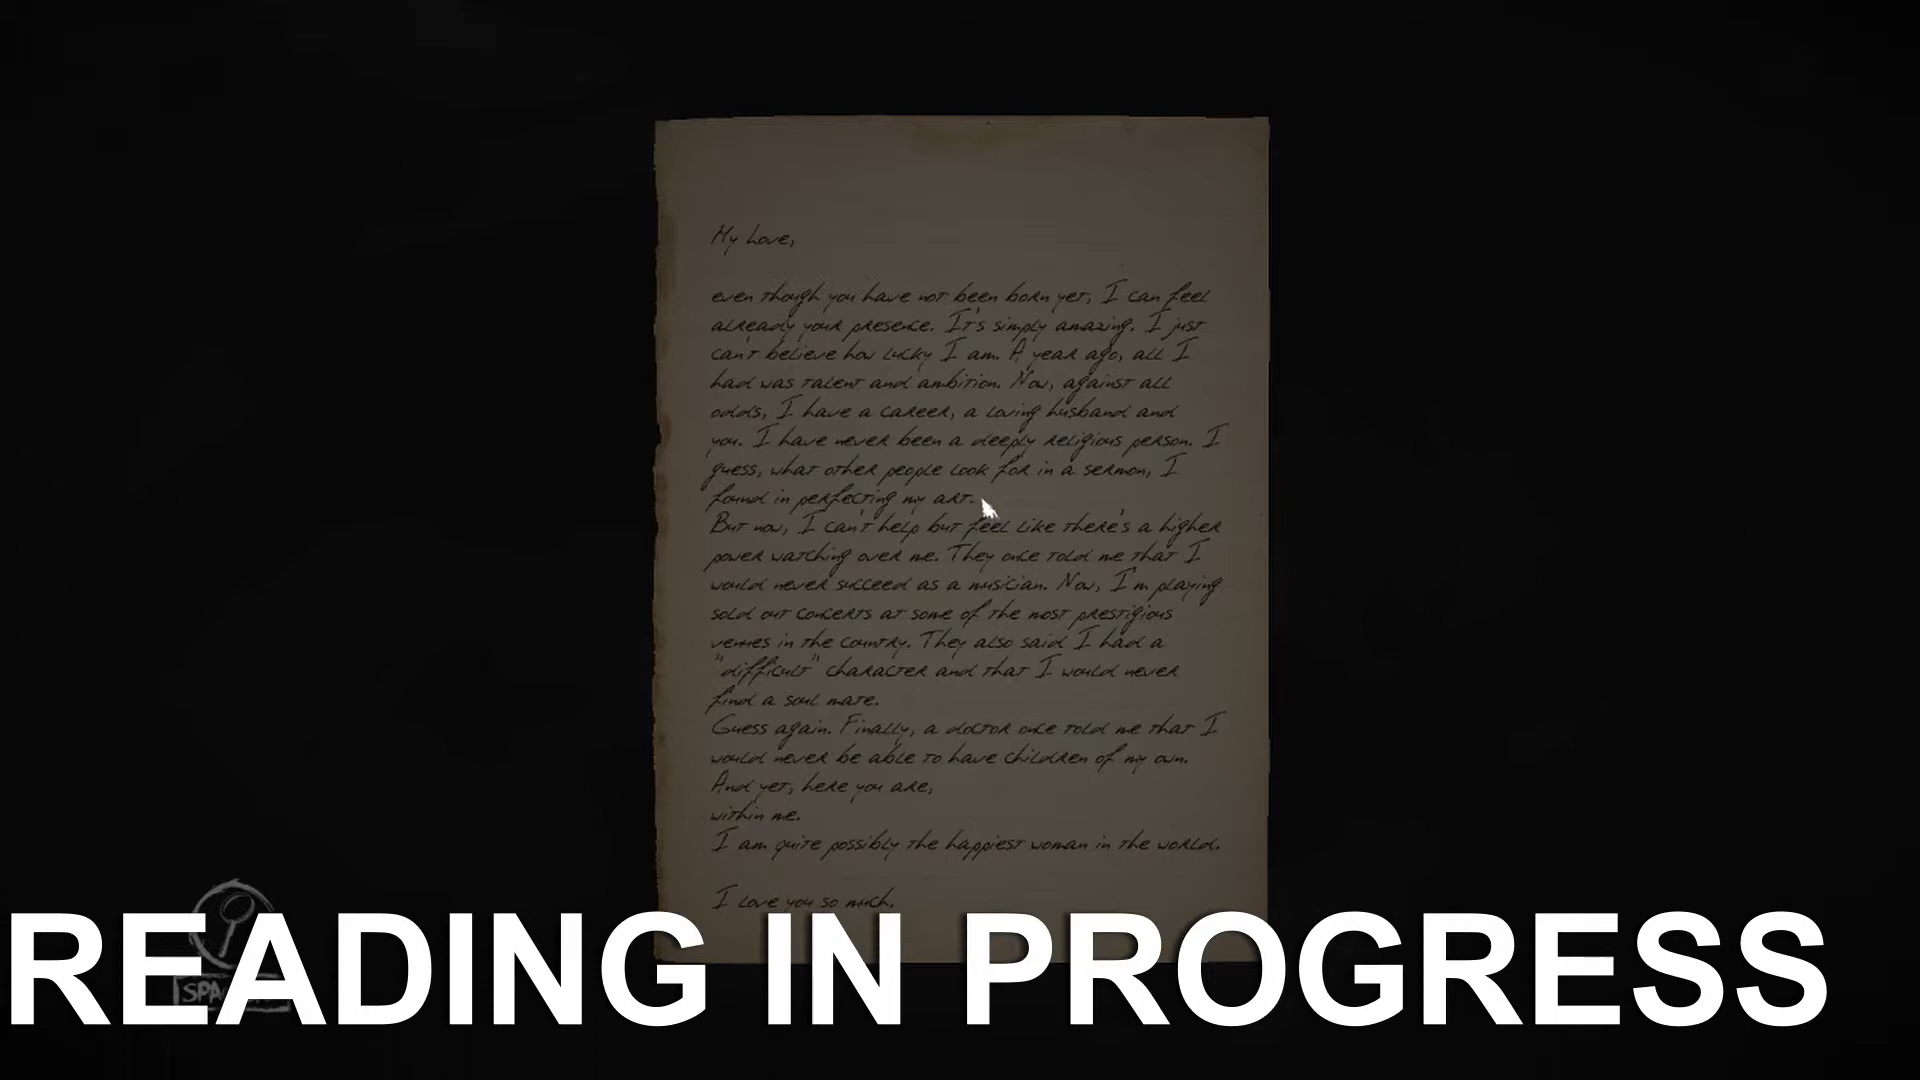 My Love,
even though you have not been born yet, I can feel
already your presence. It's simply amazing. I just
can't believe how lucky I am. A year ago, all I
had was talent and ambition. Now, against all
odds, I have a career, a loving husband and
you. I have never been a deeply religious person. I
guess, what other people look for in a sermon, I
found in perfecting my art.
But now, I can't help but feel like there's a higher
power watching over me. They once told me that I
would never succeed as a musician. Now, I'm playing
sold out concerts at some of the most prestigious
venues in the country. They also said I had a
"difficult" character and that I would never
find a soul mate.
Guess again. Finally, a doctor once told me that I
would never be able to have children of my own.
And yet, here you are,
within me.
I am quite possibly the happiest woman in the world.
I love you so much.
READING IN PROGRESS